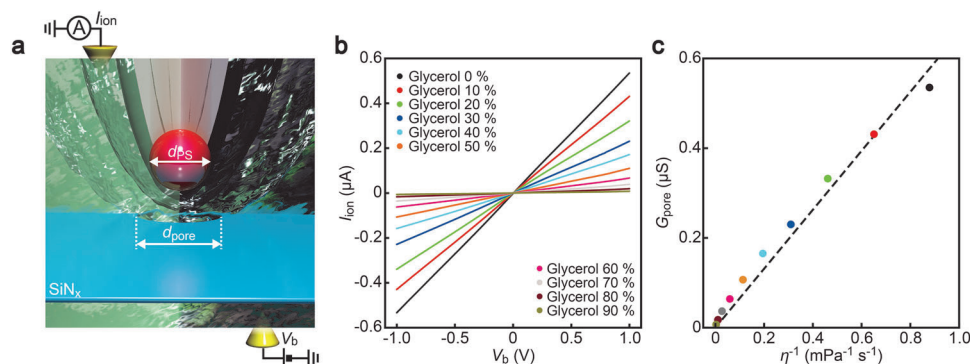 a
A
I_ion
d_PS
d_pore
SiN_x
V_b
b
I_ion (µA)
0.6
0.4
0.2
0
-0.2
-0.4
-0.6
Glycerol 0 %
Glycerol 10 %
Glycerol 20 %
Glycerol 30 %
Glycerol 40 %
Glycerol 50 %
Glycerol 60 %
Glycerol 70 %
Glycerol 80 %
Glycerol 90 %
-1.0 -0.5 0 0.5 1.0
V_b (V)
c
G_pore (µS)
0.6
0.4
0.2
0
0 0.2 0.4 0.6 0.8 1.0
η^-1 (mPa^-1 s^-1)